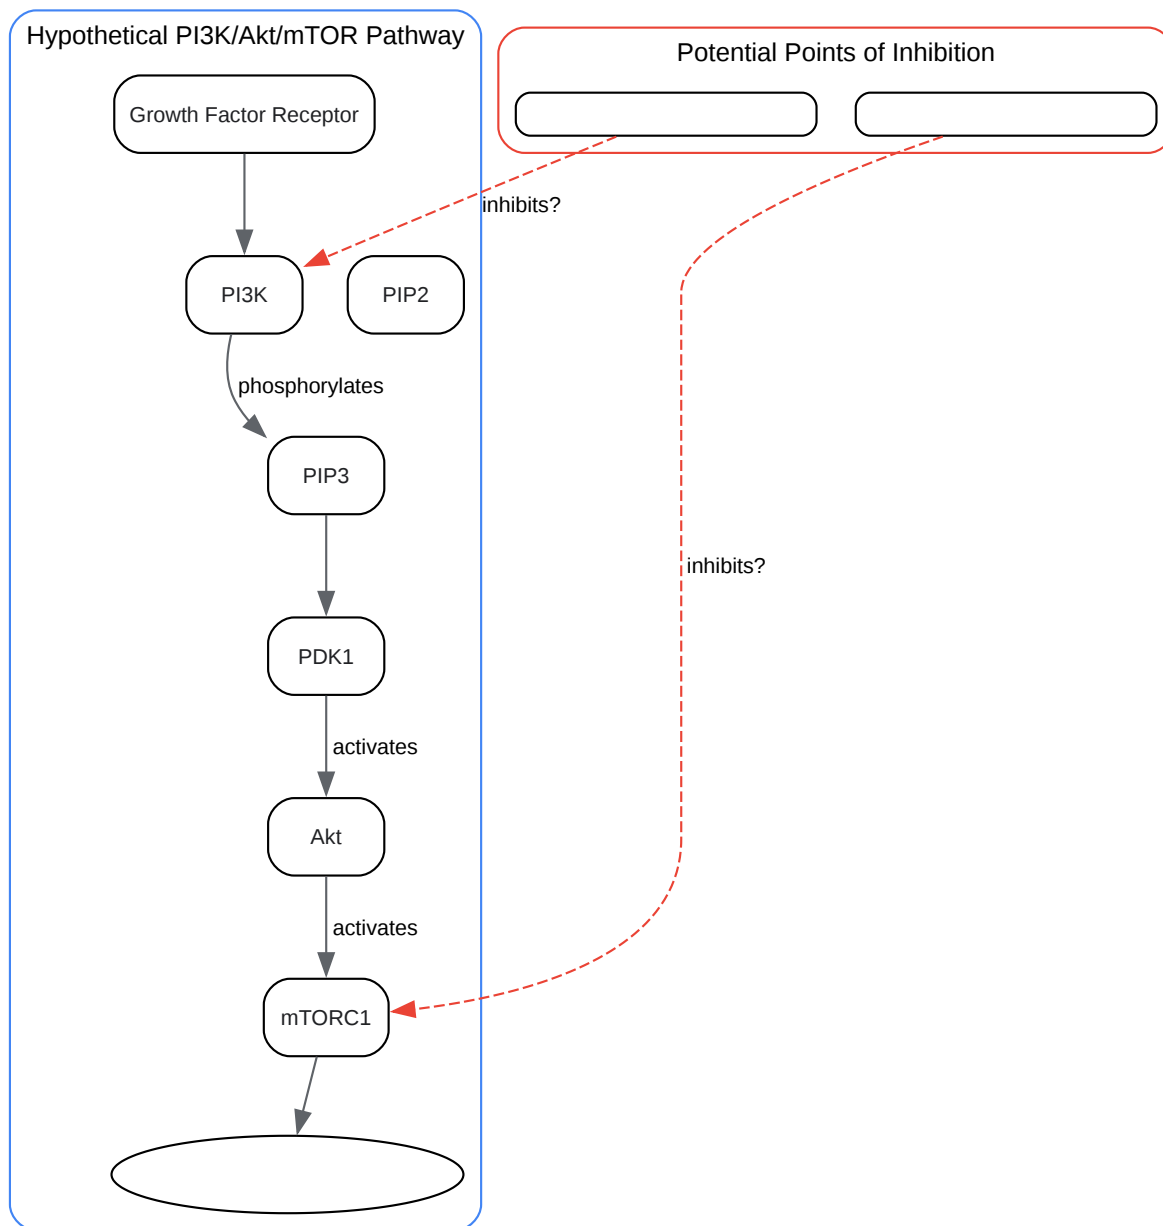 Hypothetical PI3K/Akt/mTOR Pathway
Potential Points of Inhibition
Growth Factor Receptor
inhibits?
PI3K
PIP2
phosphorylates
PIP3
inhibits?
PDK1
activates
Akt
activates
mTORC1